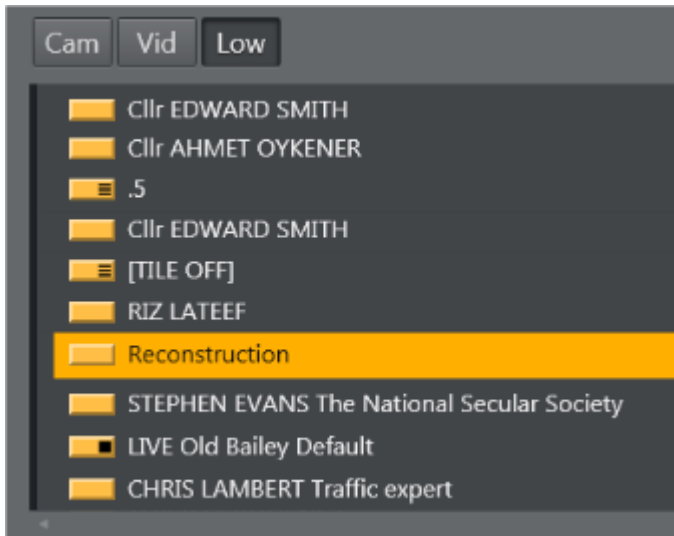 Cam Vid Low
Cllr EDWARD SMITH
Cllr AHMET OYKENER
.5
Cllr EDWARD SMITH
[TILE OFF]
RIZ LATEEF
Reconstruction
STEPHEN EVANS The National Secular Society
LIVE Old Bailey Default
CHRIS LAMBERT Traffic expert